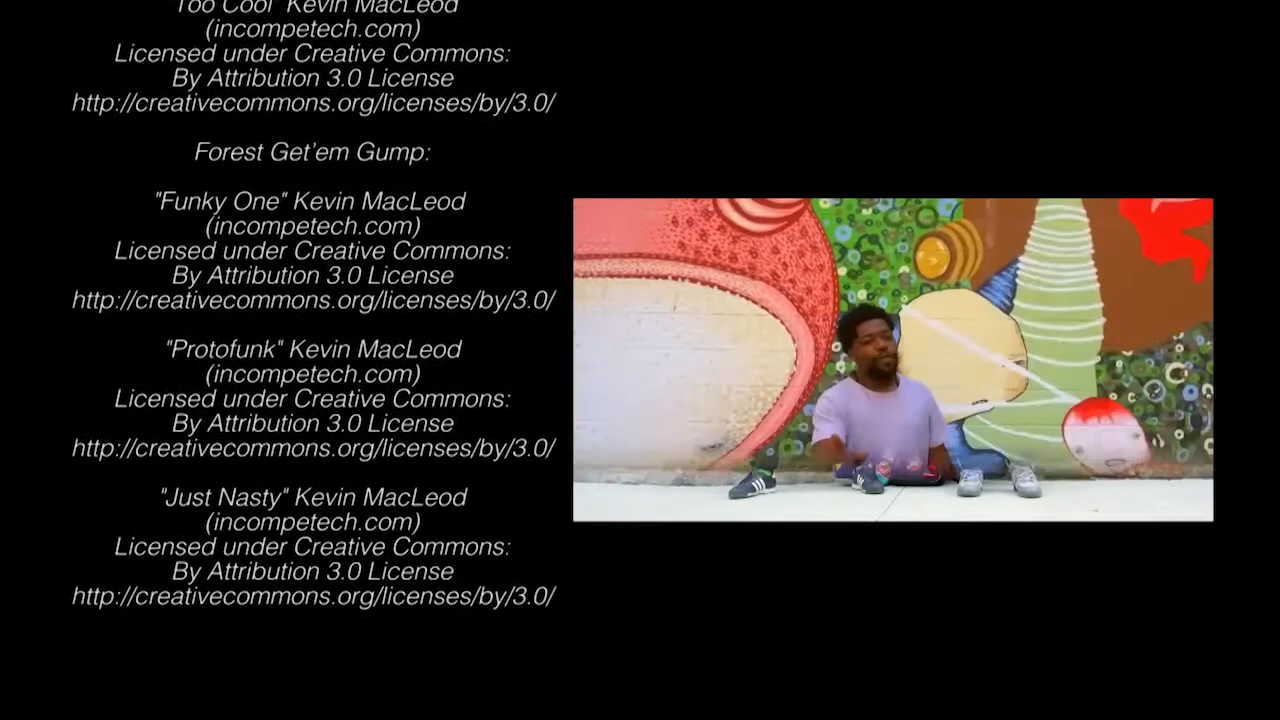 Too Cool" Kevin MacLeod
(incompetech.com)
Licensed under Creative Commons:
By Attribution 3.0 License
http://creativecommons.org/licenses/by/3.0/
Forest Get'em Gump:
"Funky One" Kevin MacLeod
(incompetech.com)
Licensed under Creative Commons:
By Attribution 3.0 License
http://creativecommons.org/licenses/by/3.0/
"Protofunk" Kevin MacLeod
(incompetech.com)
Licensed under Creative Commons:
By Attribution 3.0 License
http://creativecommons.org/licenses/by/3.0/
"Just Nasty" Kevin MacLeod
(incompetech.com)
Licensed under Creative Commons:
By Attribution 3.0 License
http://creativecommons.org/licenses/by/3.0/